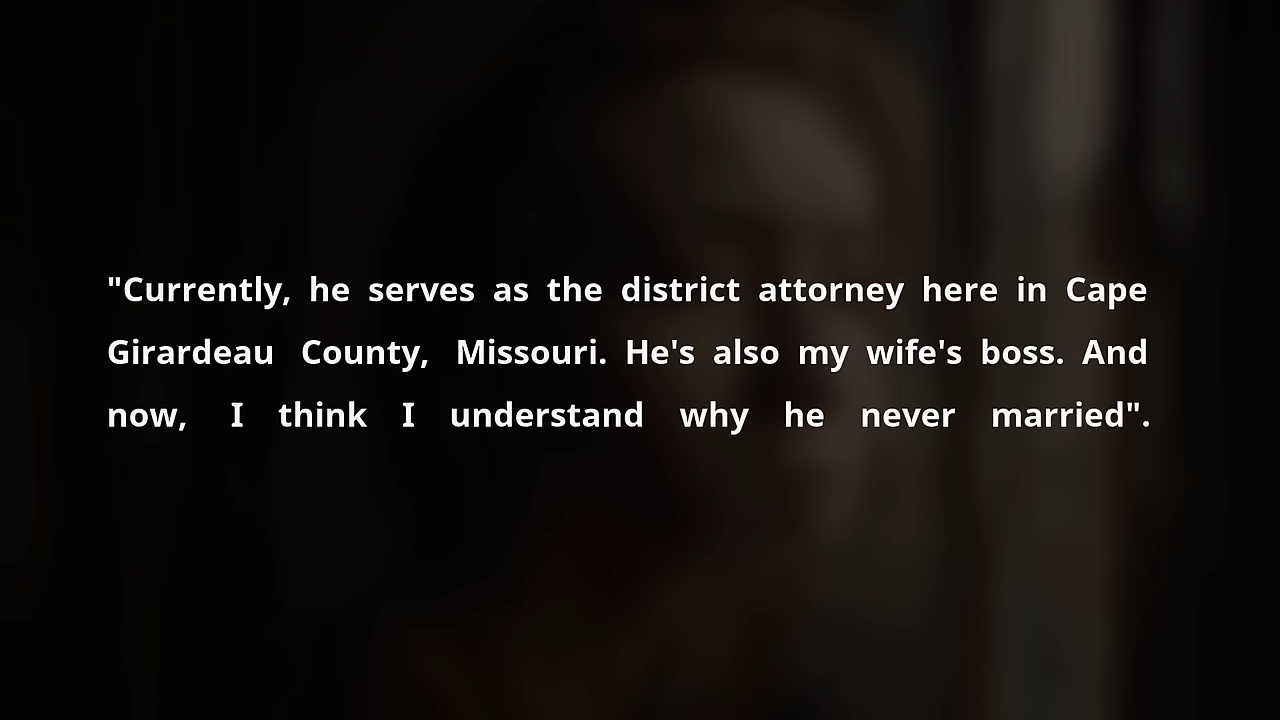 "Currently, he serves as the district attorney here in Cape
Girardeau County, Missouri. He's also my wife's boss. And
now, I think I understand why he never married".